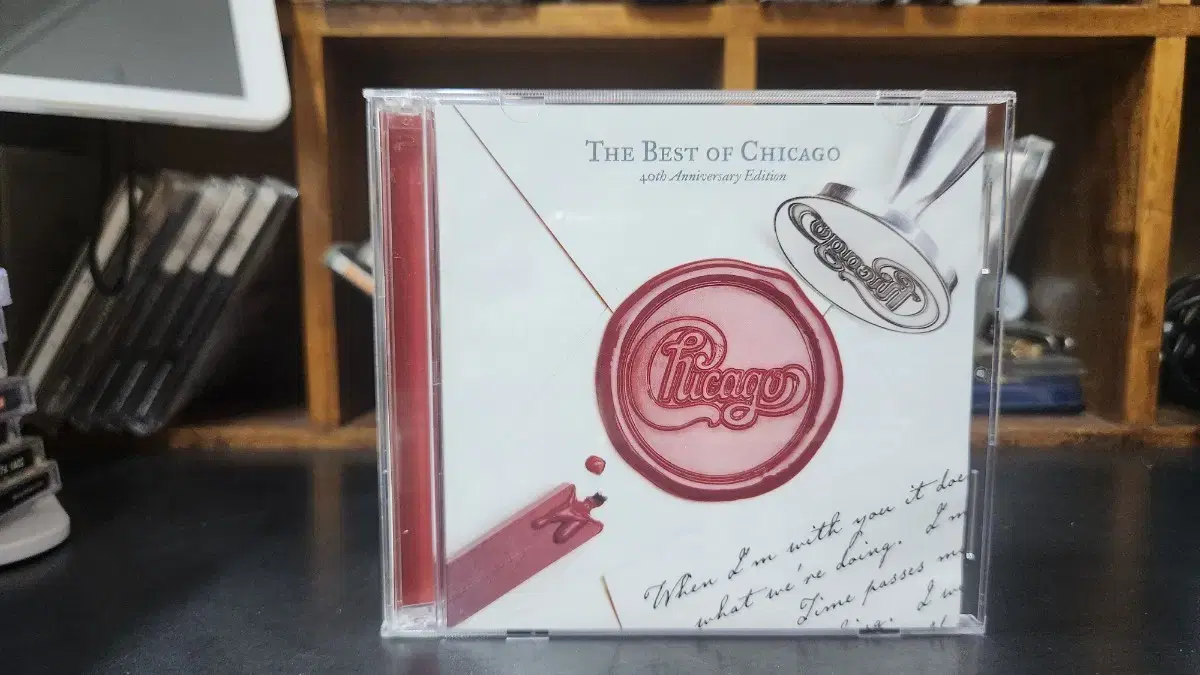 The Best of Chicago
40th Anniversary Edition
Chicago
Chicago
When I'm with you it doe
what we're doing. I'm
Time passes m